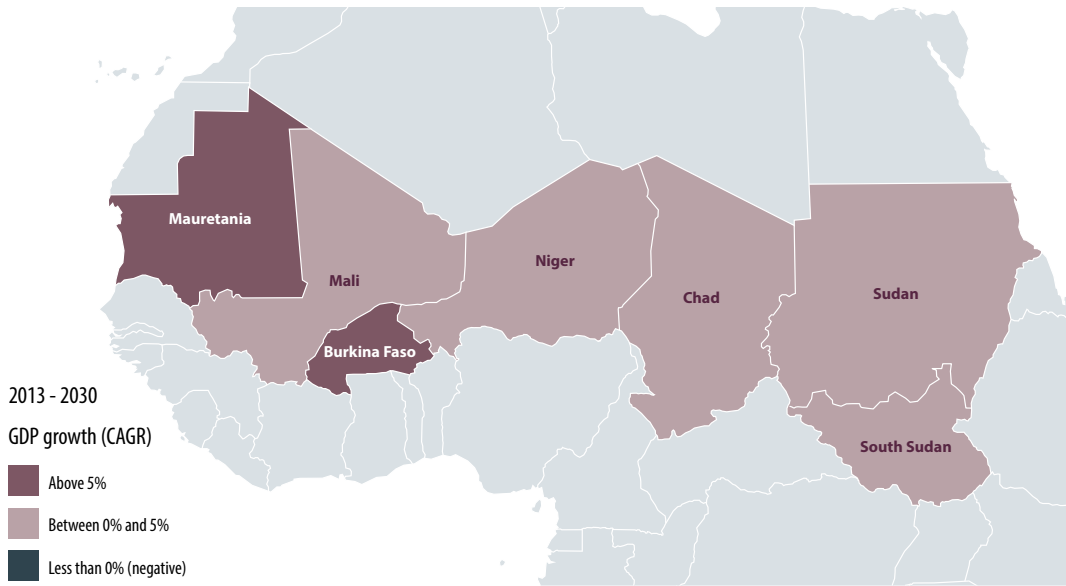 Mauretania
Mali
Niger
Chad
Sudan
Burkina Faso
South Sudan
2013 - 2030
GDP growth (CAGR)
Above 5%
Between 0% and 5%
Less than 0% (negative)